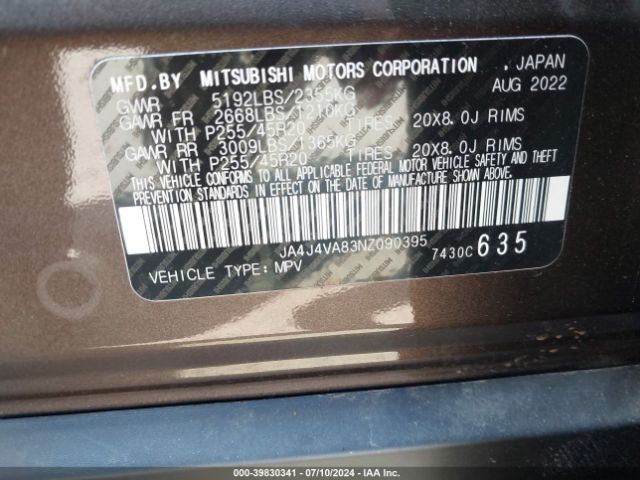 MFD.BY MITSUBISHI MOTORS CORPORATION , JAPAN
GVWR 5192LBS/2355KG AUG 2022
GAWR FR 2668LBS/1210KG
WITH P255/45R20 TIRES 20X8.0J RIMS
GAWR RR 3009LBS/1365KG
WITH P255/45R20 TIRES 20X8.0J RIMS
THIS VEHICLE CONFORMS TO ALL APPLICABLE FEDERAL MOTOR VEHICLE SAFETY AND THEFT
PREVENTION STANDARDS IN EFFECT ON THE DATE OF MANUFACTURE SHOWN ABOVE.
JA4J4VA83NZ090395 7430C 635
VEHICLE TYPE: MPV
000-39830341 / 07/10/2024 - IAA Inc.